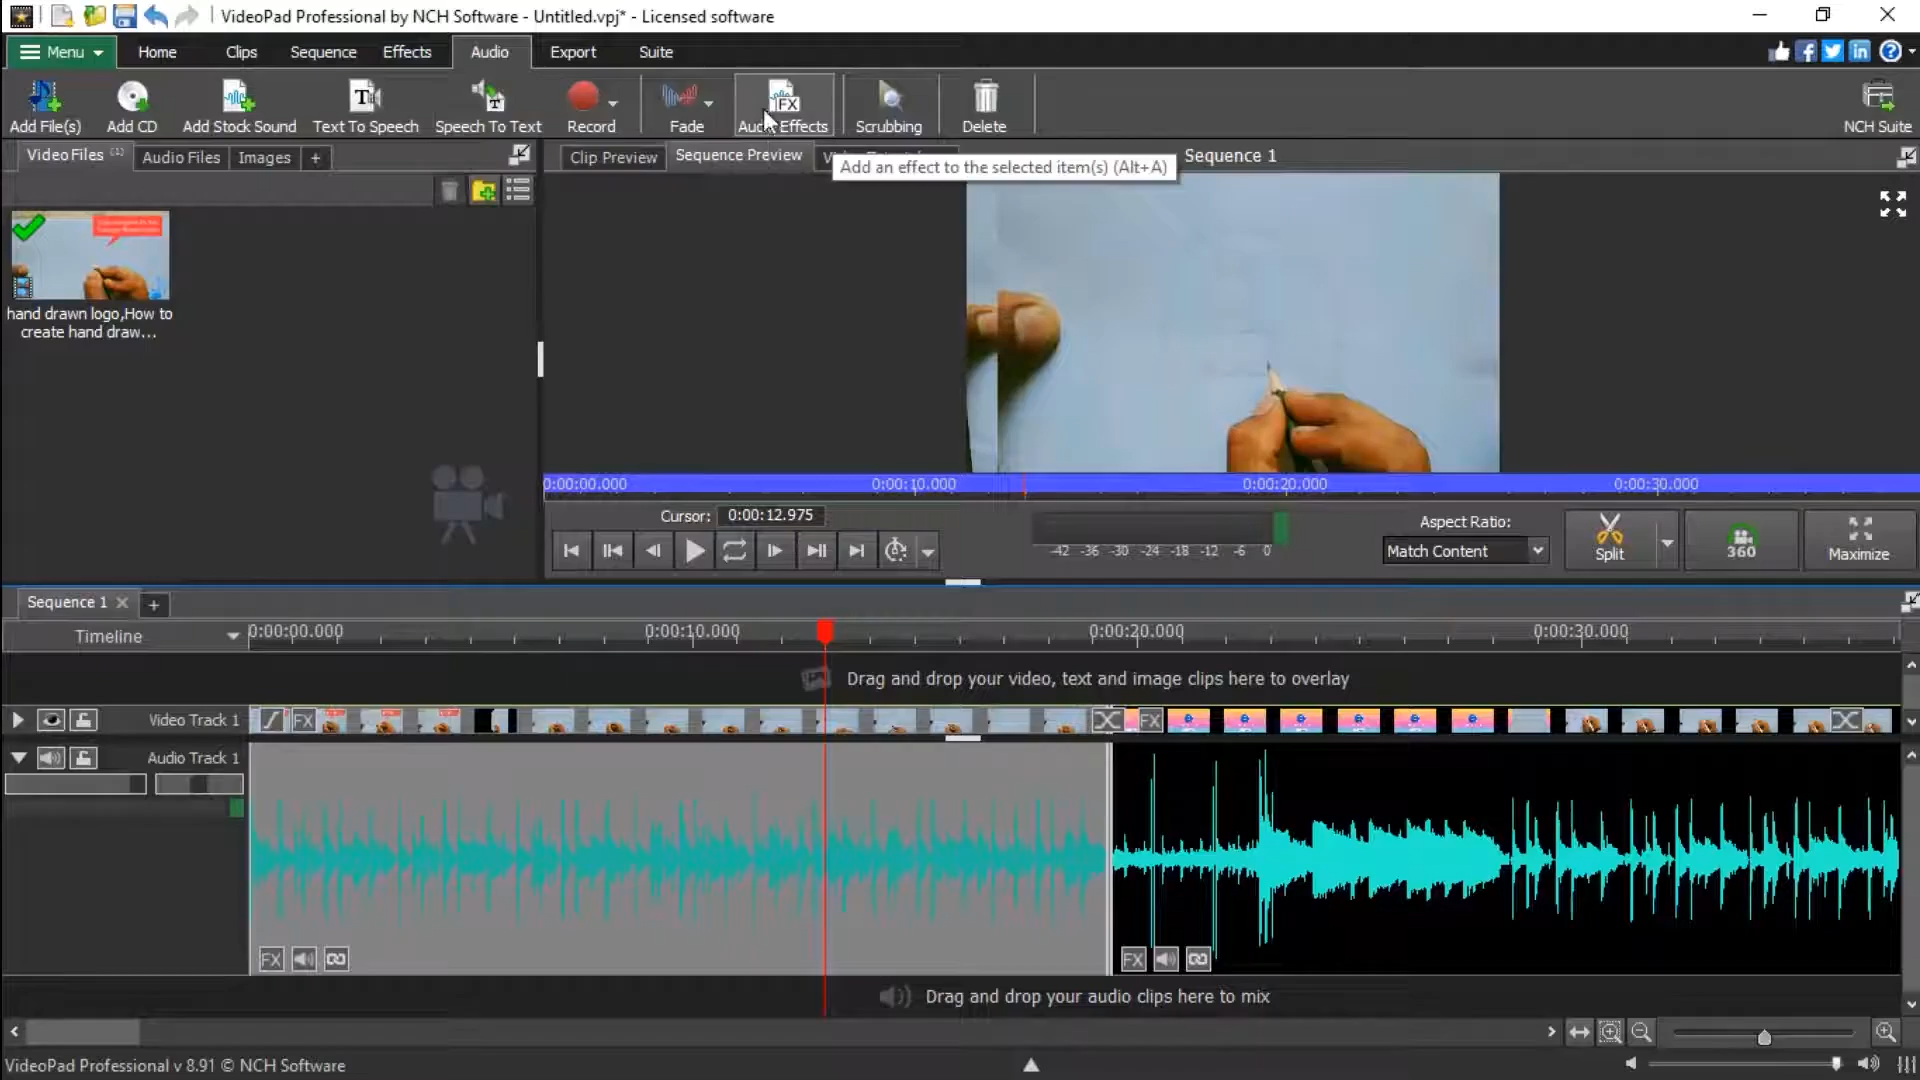 VideoPad Professional by NCH Software - Untitled.vpj* - Licensed software
Menu Home Clips Sequence Effects Audio Export Suite
Add File(s) Add CD Add Stock Sound Text To Speech Speech To Text Record Fade Audio Effects Scrubbing Delete NCH Suite
Video Files (1) Audio Files Images + Clip Preview Sequence Preview Sequence 1
Add an effect to the selected item(s) (Alt+A)
hand drawn logo,How to
create hand draw...
0:00:00.000 0:00:10.000 0:00:20.000 0:00:30.000
Cursor: 0:00:12.975
Aspect Ratio:
-42 -36 -30 -24 -18 -12 -6 0
Match Content
Split
360
Maximize
Sequence 1
Timeline
0:00:00.000 0:00:10.000 0:00:20.000 0:00:30.000
Drag and drop your video, text and image clips here to overlay
Video Track 1
FX FX
Audio Track 1
FX FX
Drag and drop your audio clips here to mix
VideoPad Professional v 8.91 © NCH Software